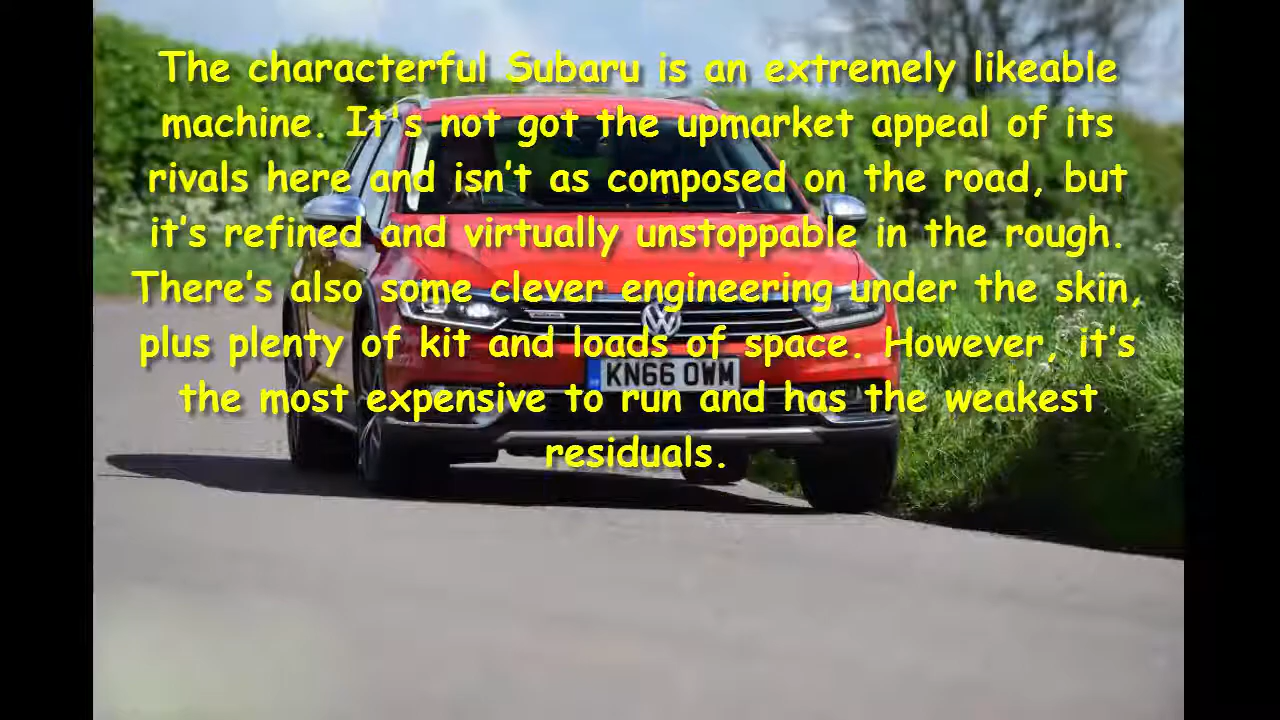 The characterful Subaru is an extremely likeable
machine. It's not got the upmarket appeal of its
rivals here and isn’t as composed on the road, but
it’s refined and virtually unstoppable in the rough.
There’s also some clever engineering under the skin,
plus plenty of kit and loads of space. However, it’s
the most expensive to run and has the weakest
residuals.
VW
KN66 OWM